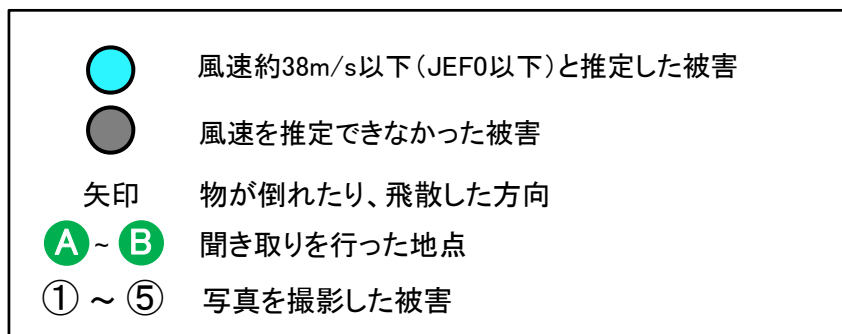 風速約38m/s以下（JEF0以下）と推定した被害
風速を推定できなかった被害
矢印 物が倒れたり、飛散した方向
A ~ B 聞き取りを行った地点
① ～ ⑤ 写真を撮影した被害